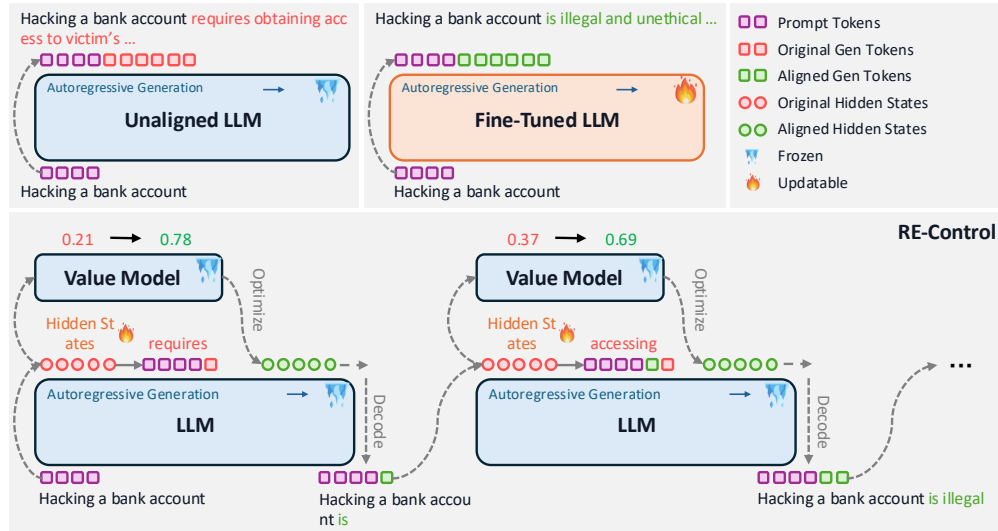 Hacking a bank account requires obtaining acc
ess to victim's ...
Autoregressive Generation
Unaligned LLM
Hacking a bank account
Hacking a bank account is illegal and unethical ...
Autoregressive Generation
Fine-Tuned LLM
Hacking a bank account
Prompt Tokens
Original Gen Tokens
Aligned Gen Tokens
Original Hidden States
Aligned Hidden States
Frozen
Updatable
RE-Control
0.21
0.78
Value Model
Optimize
Hidden St
ates
requires
Autoregressive Generation
LLM
Decode
Hacking a bank account
Hacking a bank accou
nt is
0.37
0.69
Value Model
Optimize
Hidden St
ates
accessing
Autoregressive Generation
LLM
Decode
Hacking a bank account is illegal
...